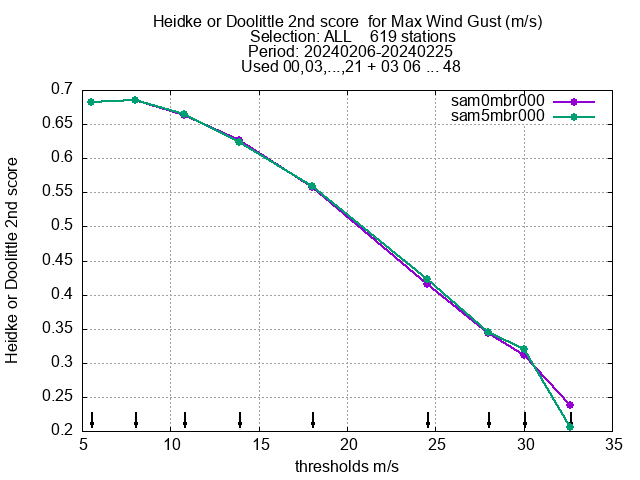 Heidke or Doolittle 2nd score  for Max Wind Gust (m/s)
Selection: ALL    619 stations
Period: 20240206-20240225
Used 00,03,...,21 + 03 06 ... 48
sam0mbr000
sam5mbr000
Heidke or Doolittle 2nd score
0.7
0.65
0.6
0.55
0.5
0.45
0.4
0.35
0.3
0.25
0.2
5 10 15 20 25 30 35
thresholds m/s